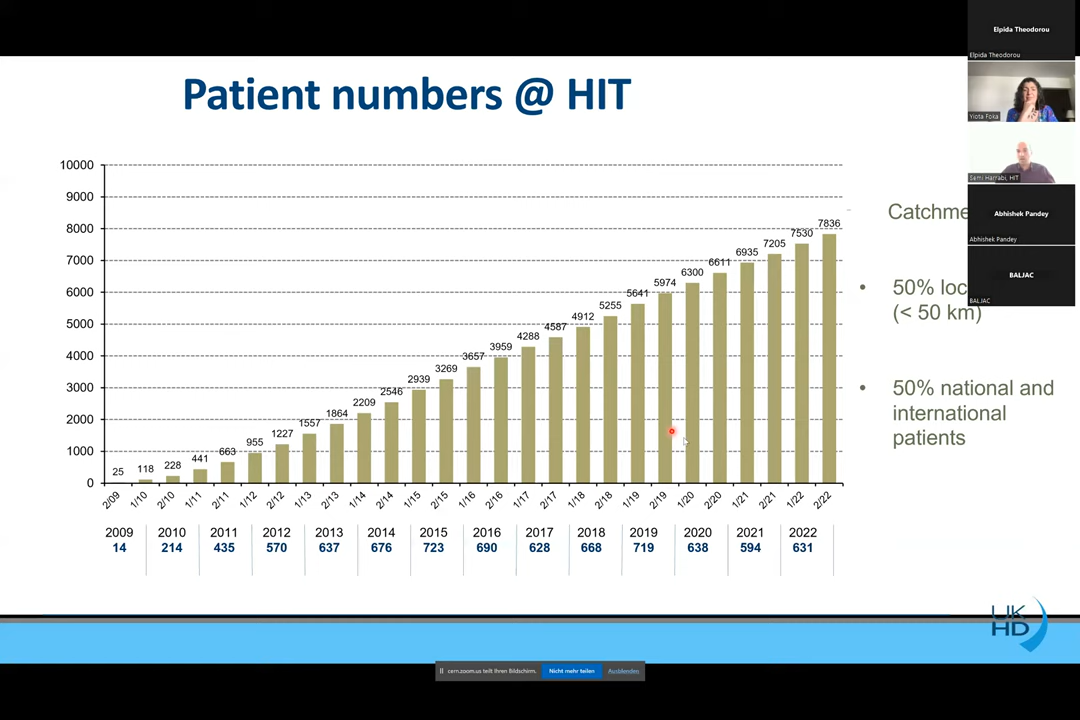 Patient numbers @ HIT
10000
9000
8000
7000
6000
5000
4000
3000
2000
1000
0
25
118
228
441
663
955
1227
1557
1864
2209
2546
2939
3269
3657
3959
4288
4587
4912
5255
5641
5974
6300
6611
6935
7205
7530
7836
2/09
1/10
2/10
1/11
2/11
1/12
2/12
1/13
2/13
1/14
2/14
1/15
2/15
1/16
2/16
1/17
2/17
1/18
2/18
1/19
2/19
1/20
2/20
1/21
2/21
1/22
2/22
2009 2010 2011 2012 2013 2014 2015 2016 2017 2018 2019 2020 2021 2022
14 214 435 570 637 676 723 690 628 668 719 638 594 631
Catchme
• 50% loc
(< 50 km)
• 50% national and
international
patients
Elpida Theodorou
Elpida Theodorou
Yiota Foka
Semi Harrabi, HIT
Abhishek Pandey
Abhishek Pandey
BALJAC
BALJAC
UK
HD
cern.zoom.us teilt Ihren Bildschirm.
Nicht mehr teilen
Ausblenden